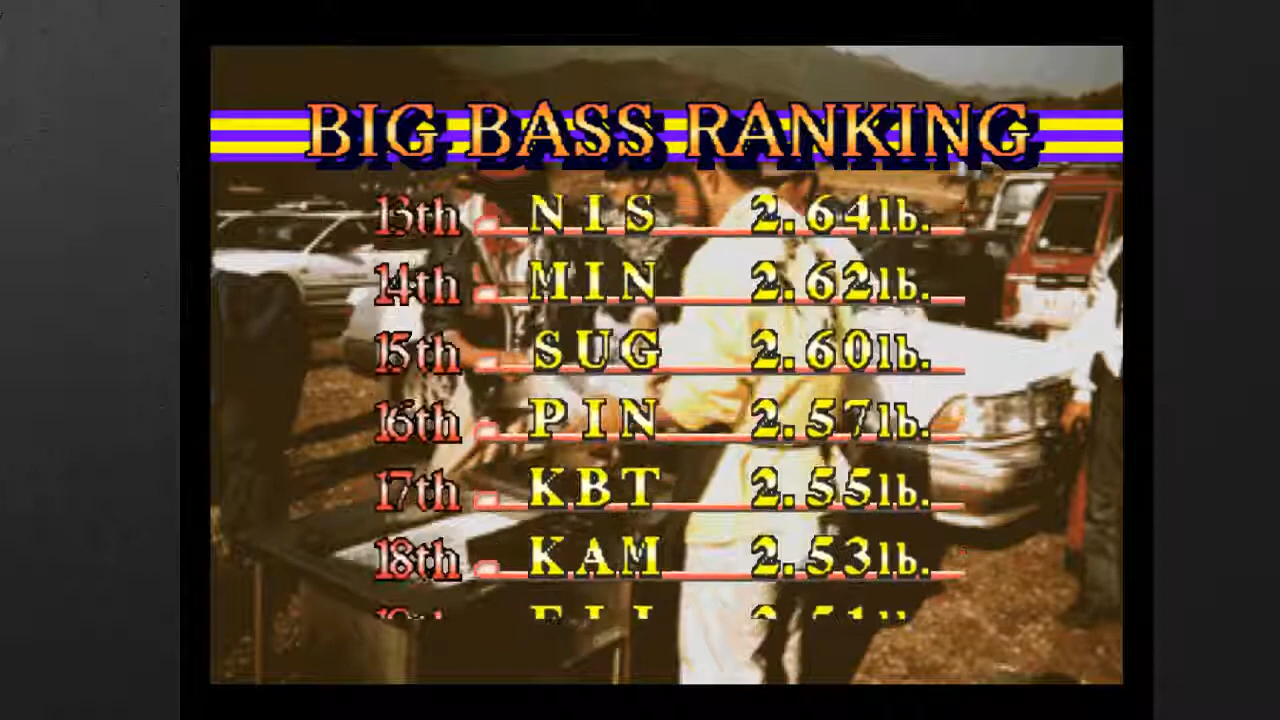 BIG BASS RANKING
13th NIS 2.64lb.
14th MIN 2.62lb.
15th SUG 2.60lb.
16th PIN 2.57lb.
17th KBT 2.55lb.
18th KAM 2.53lb.